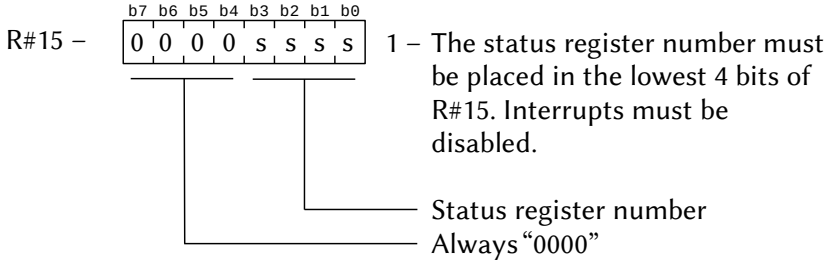 b7 b6 b5 b4 b3 b2 b1 b0
R#15 – 0 0 0 0 s s s s 1 – The status register number must
be placed in the lowest 4 bits of
R#15. Interrupts must be
disabled.
Status register number
Always “0000”